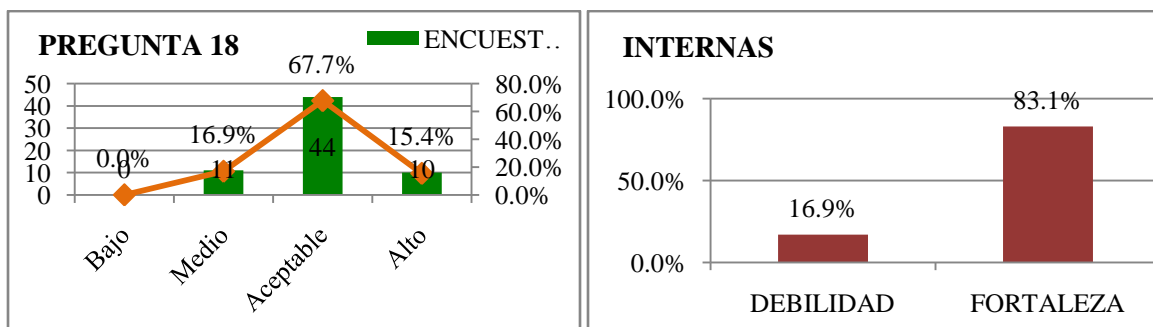 PREGUNTA 18
ENCUEST..
67.7%
50
40
30
20
10
0
80.0%
60.0%
40.0%
20.0%
0.0%
0.0%
0
16.9%
11
44
15.4%
10
Bajo
Medio
Aceptable
Alto
INTERNAS
100.0%
50.0%
0.0%
16.9%
83.1%
DEBILIDAD
FORTALEZA